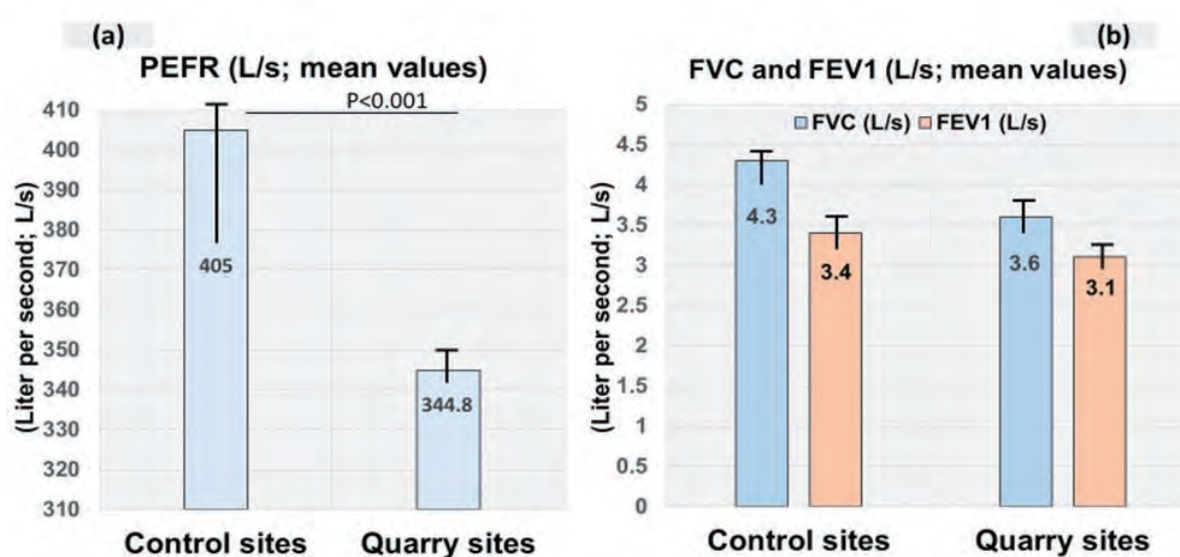 (a)
PEFR (L/s; mean values)
P<0.001
(Liter per second; L/s)
410
400
390
380
370
360
350
340
330
320
310
405
344.8
Control sites
Quarry sites
(b)
FVC and FEV1 (L/s; mean values)
FVC (L/s) FEV1 (L/s)
(Liter per second; L/s)
5
4.5
4
3.5
3
2.5
2
1.5
1
0.5
0
4.3
3.4
3.6
3.1
Control sites
Quarry sites